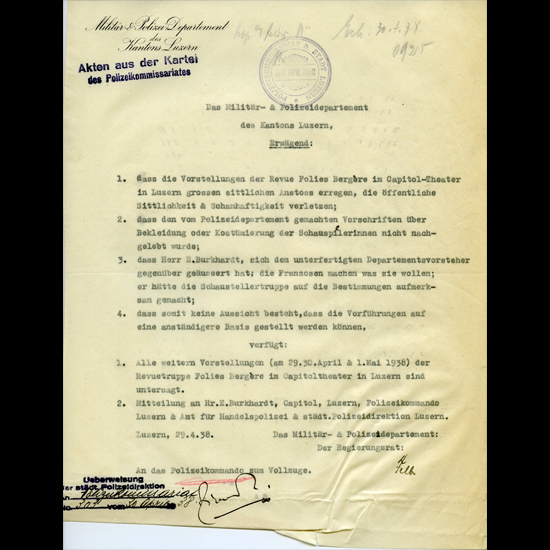 Militär & Polizei Departement
des
Kantons Luzern
Akten aus der Kartei
des Polizeikommissariates
Erh. 30.4.38
0925
Das Militär- & Polizeidepartement
des Kantons Luzern,
Erwägend:
1. dass die Vorstellungen der Revue Folies Bergère im Capitol-Theater
in Luzern grossen sittlichen Anstoss erregen, die öffentliche
Sittlichkeit & Schamhaftigkeit verletzen;
2. dass den vom Polizeidepartement gemachten Vorschriften über
Bekleidung oder Kostümierung der Schauspilerinnen nicht nach-
gelebt wurde;
3. dass Herr E.Burkhardt, sich dem unterfertigten Departementsvorsteher
gegenüber geäussert hat; die Franzosen machen was sie wollen;
er hätte die Schaustellertruppe auf die Bestimmungen aufmerk-
sam gemacht;
4. dass somit keine Aussicht besteht,dass die Vorführungen auf
eine anständigere Basis gestellt werden können,
verfügt:
1. Alle weitern Vorstellungen (am 29.30.April & 1.Mai 1938) der
Revuetruppe Folies Bergère im Capitoltheater in Luzern sind
untersagt.
2. Mitteilung an Hr.E.Burkhardt, Capitol, Luzern, Polizeikommando
Luzern & Amt für Handelspolizei & städt.Polizeidirektion Luzern.
Luzern, 29.4.38. Das Militär- & Polizeidepartement:
Der Regierungsrat:
An das Polizeikommando zum Vollzuge.
Ueberweisung
der städt. Polizeidirektion
vom 30. April 38